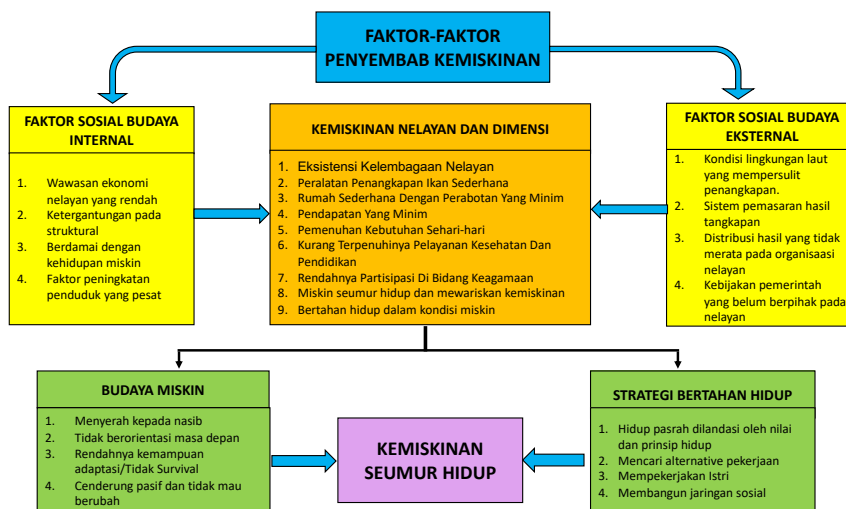 FAKTOR-FAKTOR
PENYEMBAB KEMISKINAN
FAKTOR SOSIAL BUDAYA
INTERNAL
1. Wawasan ekonomi
nelayan yang rendah
2. Ketergantungan pada
struktural
3. Berdamai dengan
kehidupan miskin
4. Faktor peningkatan
penduduk yang pesat
KEMISKINAN NELAYAN DAN DIMENSI
1. Eksistensi Kelembagaan Nelayan
2. Peralatan Penangkapan Ikan Sederhana
3. Rumah Sederhana Dengan Perabotan Yang Minim
4. Pendapatan Yang Minim
5. Pemenuhan Kebutuhan Sehari-hari
6. Kurang Terpenuhinya Pelayanan Kesehatan Dan
Pendidikan
7. Rendahnya Partisipasi Di Bidang Keagamaan
8. Miskin seumur hidup dan mewariskan kemiskinan
9. Bertahan hidup dalam kondisi miskin
FAKTOR SOSIAL BUDAYA
EKSTERNAL
1. Kondisi lingkungan laut
yang mempersulit
penangkapan.
2. Sistem pemasaran hasil
tangkapan
3. Distribusi hasil yang tidak
merata pada organisaasi
nelayan
4. Kebijakan pemerintah
yang belum berpihak pada
nelayan
BUDAYA MISKIN
1. Menyerah kepada nasib
2. Tidak berorientasi masa depan
3. Rendahnya kemampuan
adaptasi/Tidak Survival
4. Cenderung pasif dan tidak mau
berubah
KEMISKINAN
SEUMUR HIDUP
STRATEGI BERTAHAN HIDUP
1. Hidup pasrah dilandasi oleh nilai
dan prinsip hidup
2. Mencari alternative pekerjaan
3. Mempekerjakan Istri
4. Membangun jaringan sosial